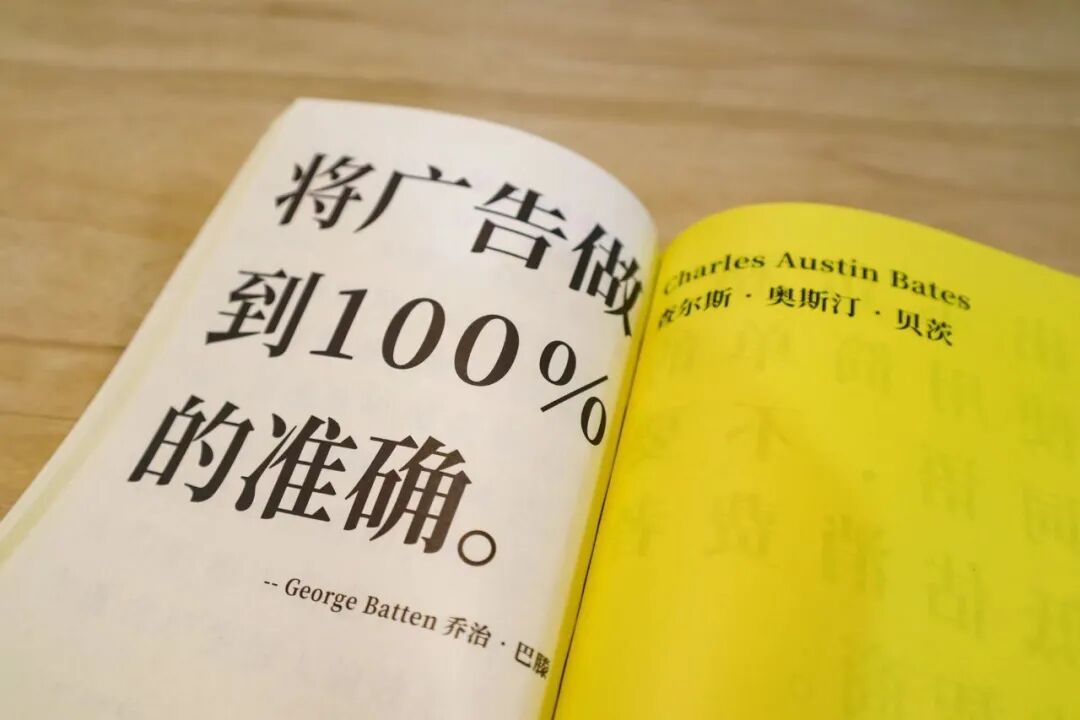 将广告做
到100%
的准确。
-- George Batten 乔治·巴滕
Charles Austin Bates
查尔斯·奥斯汀·贝茨